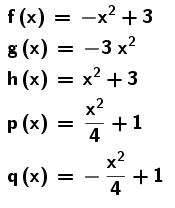 f(x) = −x² + 3
g(x) = −3 x²
h(x) = x² + 3
p(x) = x²/4 + 1
q(x) = − x²/4 + 1